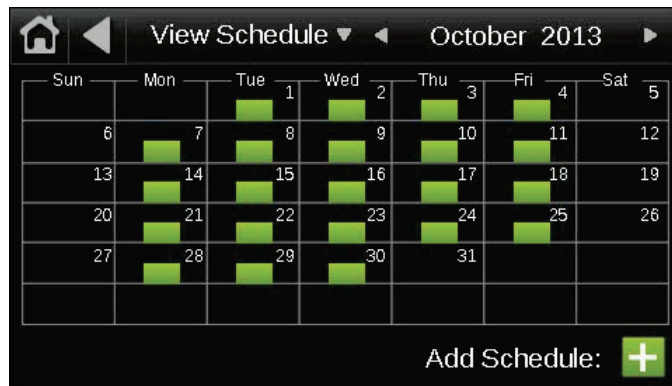 View Schedule October 2013
Sun Mon Tue Wed Thu Fri Sat
1 2 3 4 5
6 7 8 9 10 11 12
13 14 15 16 17 18 19
20 21 22 23 24 25 26
27 28 29 30 31
Add Schedule: